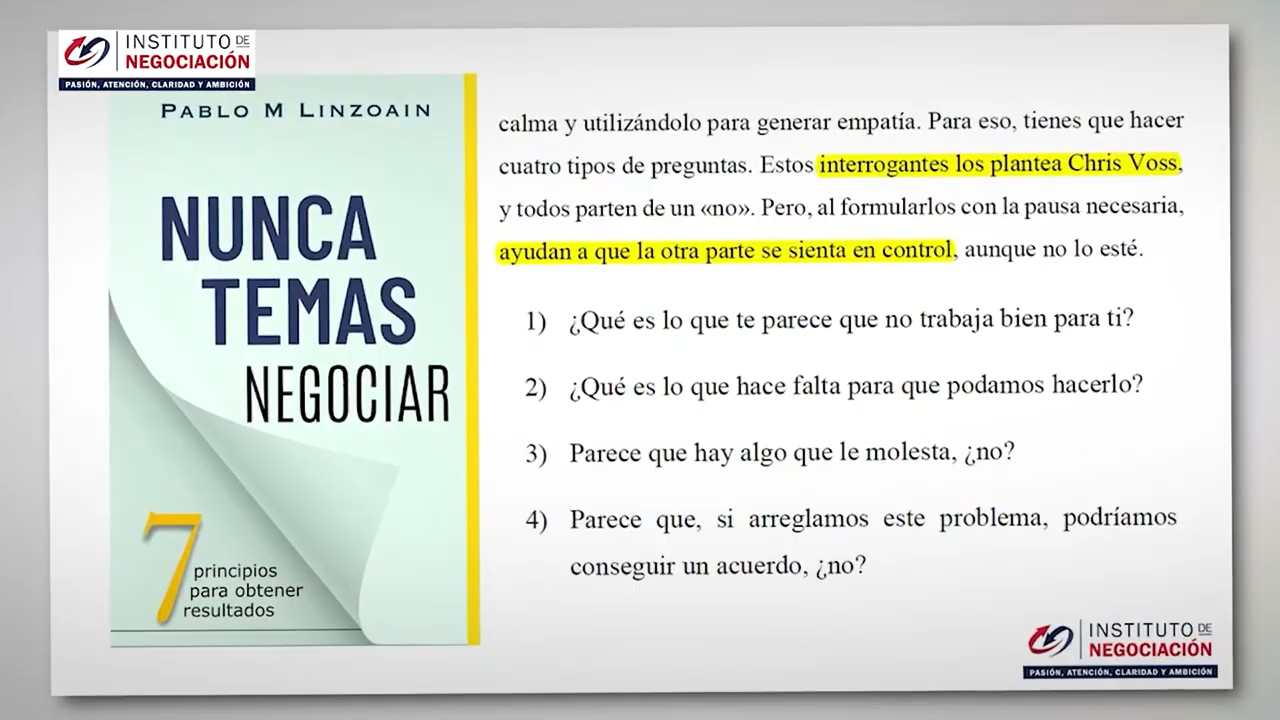 INSTITUTO DE
NEGOCIACIÓN
PASIÓN, ATENCIÓN, CLARIDAD Y AMBICIÓN
PABLO M LINZOAIN
NUNCA
TEMAS
NEGOCIAR
7
principios
para obtener
resultados
calma y utilizándolo para generar empatía. Para eso, tienes que hacer
cuatro tipos de preguntas. Estos interrogantes los plantea Chris Voss,
y todos parten de un «no». Pero, al formularlos con la pausa necesaria,
ayudan a que la otra parte se sienta en control, aunque no lo esté.
1) ¿Qué es lo que te parece que no trabaja bien para ti?
2) ¿Qué es lo que hace falta para que podamos hacerlo?
3) Parece que hay algo que le molesta, ¿no?
4) Parece que, si arreglamos este problema, podríamos
conseguir un acuerdo, ¿no?
INSTITUTO DE
NEGOCIACIÓN
PASIÓN, ATENCIÓN, CLARIDAD Y AMBICIÓN